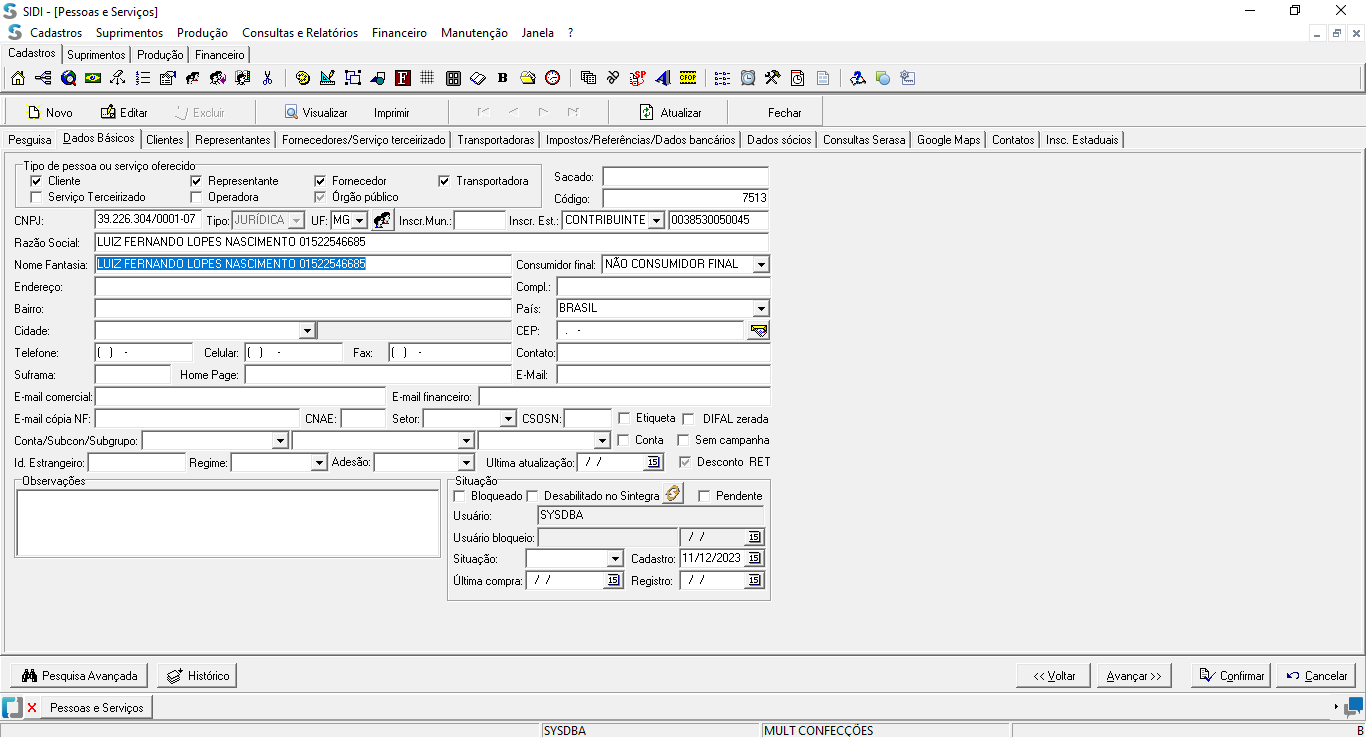 SIDI - [Pessoas e Serviços]
Cadastros Suprimentos Produção Consultas e Relatórios Financeiro Manutenção Janela ?
Cadastros Suprimentos Produção Financeiro
Novo Editar Excluir Visualizar Imprimir Atualizar Fechar
Pesquisa Dados Básicos Clientes Representantes Fornecedores/Serviço terceirizado Transportadoras Impostos/Referências/Dados bancários Dados sócios Consultas Serasa Google Maps Contatos Insc. Estaduais
Tipo de pessoa ou serviço oferecido
Cliente Representante Fornecedor Transportadora Sacado:
Serviço Terceirizado Operadora Órgão público Código: 7513
CNPJ: 39.226.304/0001-07 Tipo: JURÍDICA UF: MG Inscr.Mun.: Inscr. Est.: CONTRIBUINTE 0038530050045
Razão Social: LUIZ FERNANDO LOPES NASCIMENTO 01522546685
Nome Fantasia: LUIZ FERNANDO LOPES NASCIMENTO 01522546685 Consumidor final: NÃO CONSUMIDOR FINAL
Endereço: Compl.:
Bairro: País: BRASIL
Cidade: CEP: . -
Telefone: ( ) - Celular: ( ) - Fax: ( ) - Contato:
Suframa: Home Page: E-Mail:
E-mail comercial: E-mail financeiro:
E-mail cópia NF: CNAE: Setor: CSOSN: Etiqueta DIFAL zerada
Conta/Subcon/Subgrupo: Conta Sem campanha
Id. Estrangeiro: Regime: Adesão: Ultima atualização: / / 15 Desconto RET
Observações Situação
Bloqueado Desabilitado no Sintegra Pendente
Usuário: SYSDBA
Usuário bloqueio: / / 15
Situação: Cadastro: 11/12/2023 15
Última compra: / / 15 Registro: / / 15
Pesquisa Avançada Histórico << Voltar Avançar >> Confirmar Cancelar
Pessoas e Serviços
SYSDBA MULT CONFECÇÕES B